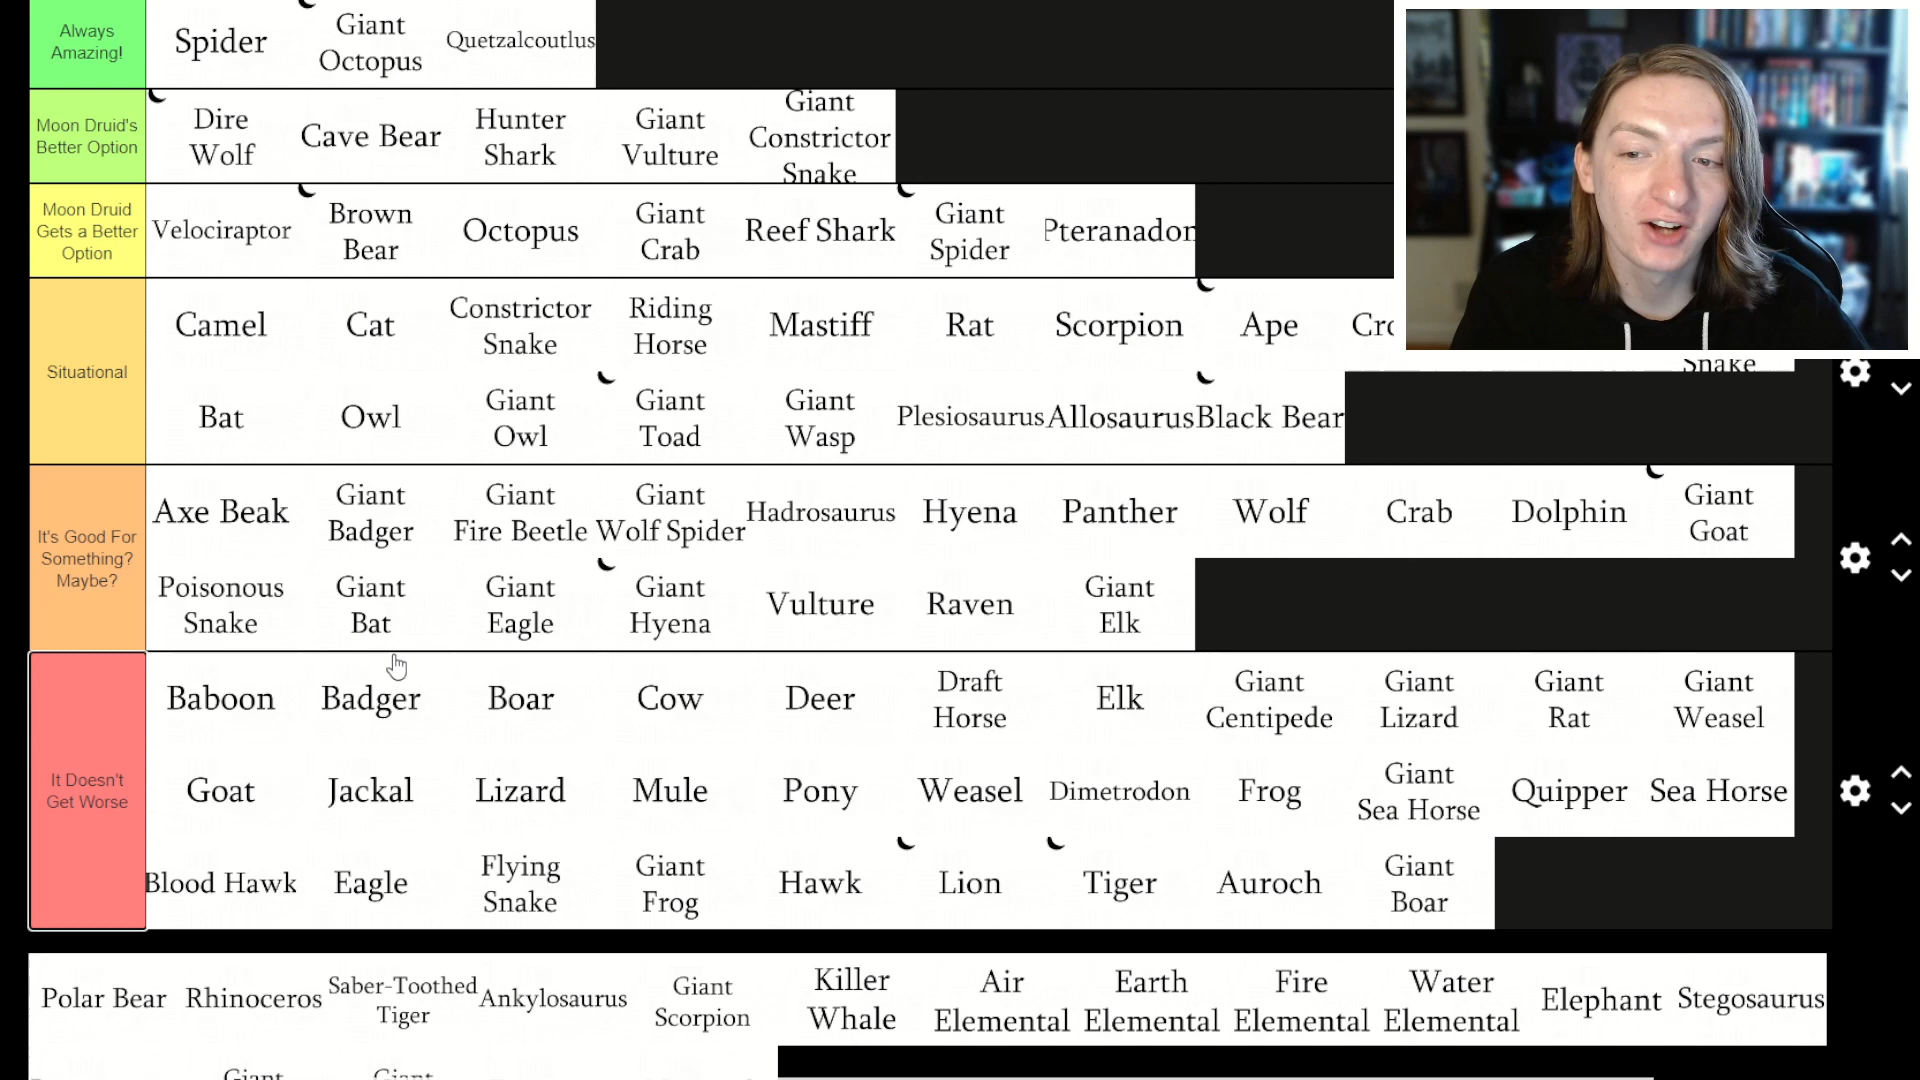 Always
Amazing!
Spider
Giant
Octopus
Quetzalcoutlus
Moon Druid's
Better Option
Dire
Wolf
Cave Bear
Hunter
Shark
Giant
Vulture
Giant
Constrictor
Snake
Moon Druid
Gets a Better
Option
Velociraptor
Brown
Bear
Octopus
Giant
Crab
Reef Shark
Giant
Spider
Pteranadon
Situational
Camel
Cat
Constrictor
Snake
Riding
Horse
Mastiff
Rat
Scorpion
Ape
Snake
Bat
Owl
Giant
Owl
Giant
Toad
Giant
Wasp
Plesiosaurus
Allosaurus
Black Bear
It's Good For
Something?
Maybe?
Axe Beak
Giant
Badger
Giant
Fire Beetle
Giant
Wolf Spider
Hadrosaurus
Hyena
Panther
Wolf
Crab
Dolphin
Giant
Goat
Poisonous
Snake
Giant
Bat
Giant
Eagle
Giant
Hyena
Vulture
Raven
Giant
Elk
It Doesn't
Get Worse
Baboon
Badger
Boar
Cow
Deer
Draft
Horse
Elk
Giant
Centipede
Giant
Lizard
Giant
Rat
Giant
Weasel
Goat
Jackal
Lizard
Mule
Pony
Weasel
Dimetrodon
Frog
Giant
Sea Horse
Quipper
Sea Horse
Blood Hawk
Eagle
Flying
Snake
Giant
Frog
Hawk
Lion
Tiger
Auroch
Giant
Boar
Polar Bear
Rhinoceros
Saber-Toothed
Tiger
Ankylosaurus
Giant
Scorpion
Killer
Whale
Air
Elemental
Earth
Elemental
Fire
Elemental
Water
Elemental
Elephant
Stegosaurus
Giant
Giant